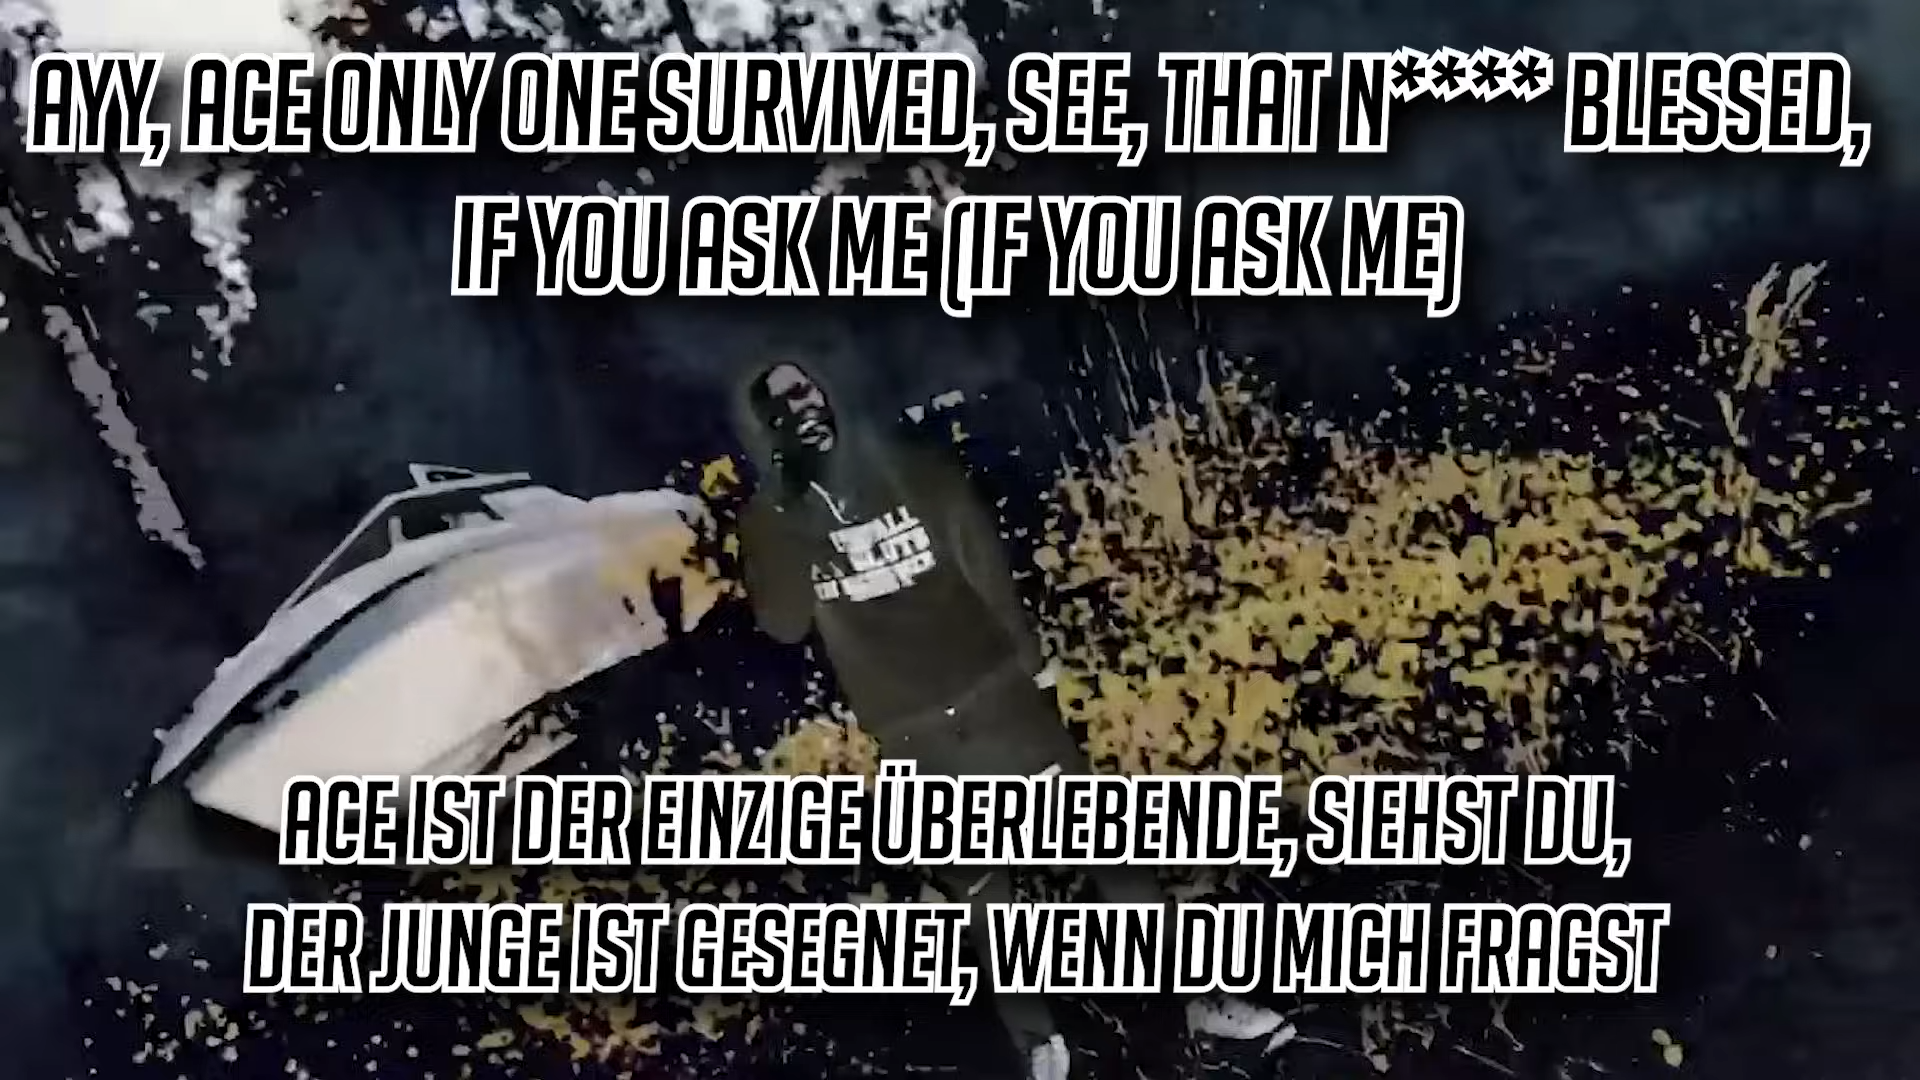 AYY, ACE ONLY ONE SURVIVED, SEE, THAT N**** BLESSED,
IF YOU ASK ME (IF YOU ASK ME)
ACE IST DER EINZIGE ÜBERLEBENDE, SIEHST DU,
DER JUNGE IST GESEGNET, WENN DU MICH FRAGST